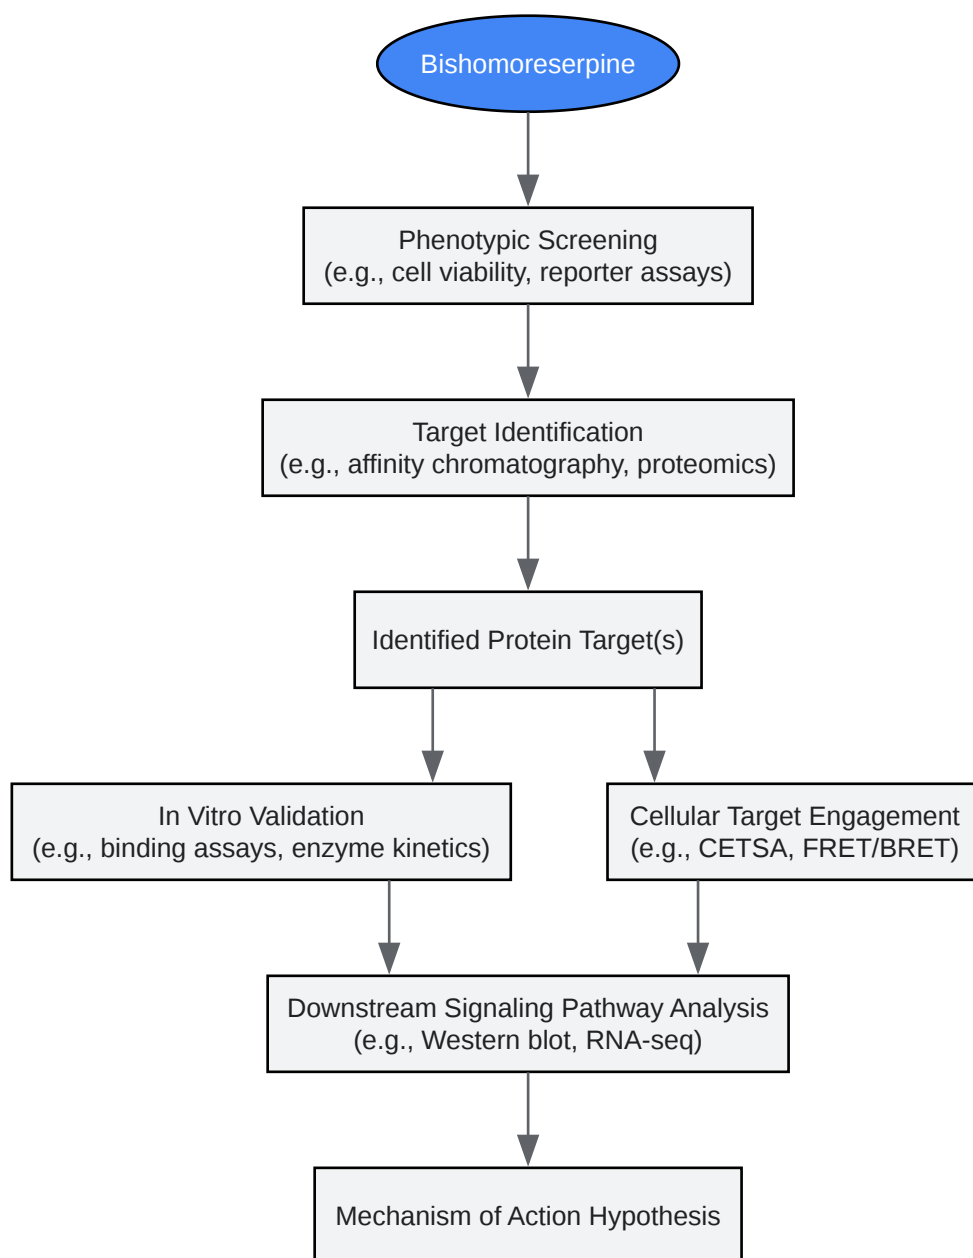 Bishomoreserpine
Phenotypic Screening
(e.g., cell viability, reporter assays)
Target Identification
(e.g., affinity chromatography, proteomics)
Identified Protein Target(s)
In Vitro Validation
(e.g., binding assays, enzyme kinetics)
Cellular Target Engagement
(e.g., CETSA, FRET/BRET)
Downstream Signaling Pathway Analysis
(e.g., Western blot, RNA-seq)
Mechanism of Action Hypothesis